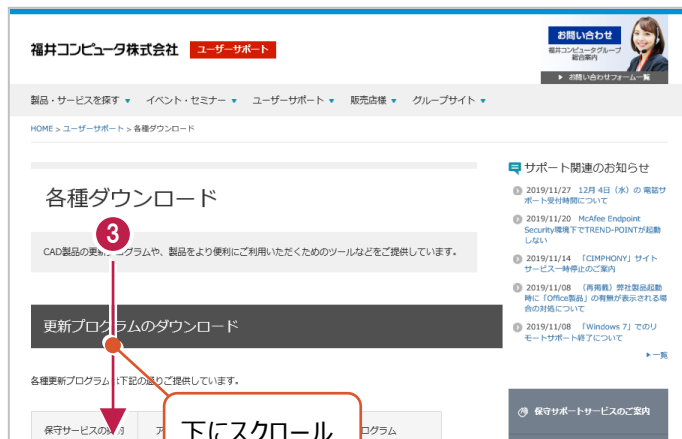 福井コンピュータ株式会社 ユーザーサポート
お問い合わせ
福井コンピュータグループ
総合案内
▶ お問い合わせフォーム一覧
製品・サービスを探す ▼ イベント・セミナー ▼ ユーザーサポート ▼ 販売店様 ▼ グループサイト ▼
HOME > ユーザーサポート > 各種ダウンロード
各種ダウンロード
3
CAD製品の更新プログラムや、製品をより便利にご利用いただくためのツールなどをご提供しています。
更新プログラムのダウンロード
各種更新プログラムは下記の通りご提供しています。
保守サービスの
下にスクロール
ログラム
サポート関連のお知らせ
2019/11/27 12月 4日（水）の 電話サ
ポート受付時間について
2019/11/20 McAfee Endpoint
Security環境下でTREND-POINTが起動
しない
2019/11/14 「CIMPHONY」サイト
サービス一時停止のご案内
2019/11/08 （再掲載）弊社製品起動
時に「Office製品」の有無が表示される場
合の対処について
2019/11/08 「Windows 7」でのリ
モートサポート終了について
▶一覧
保守サポートサービスのご案内